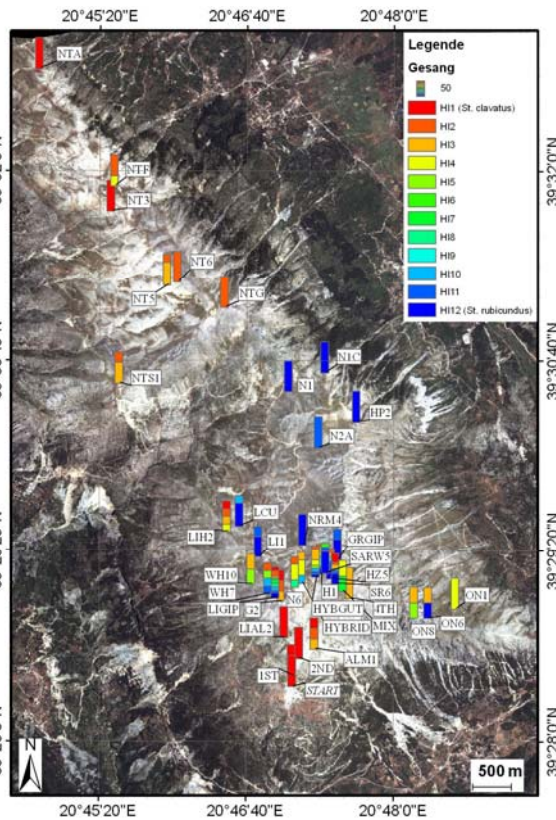 20°45'20"E 20°46'40"E 20°48'0"E
Legende
Gesang
50
HI1 (St. clavatus)
HI2
HI3
HI4
HI5
HI6
HI7
HI8
HI9
HI10
HI11
HI12 (St. rubicundus)
NTA
NTF
NT3
NT6
NT5
NTG
NTS1
N1C
N1
HP2
N2A
39°30'40"N
LCU
NRM4
LIH2
LI1
GRGIP
39°29'20"N
SARW5
WH10
HZ5
WH7
H1
SR6
LIGIP
N6
4TH
ON1
G2
HYBGUT
MIX
ON8
ON6
LIAL2
HYBRID
ALM1
2ND
1ST
START
39°28'0"N
N
500 m
20°45'20"E 20°46'40"E 20°48'0"E